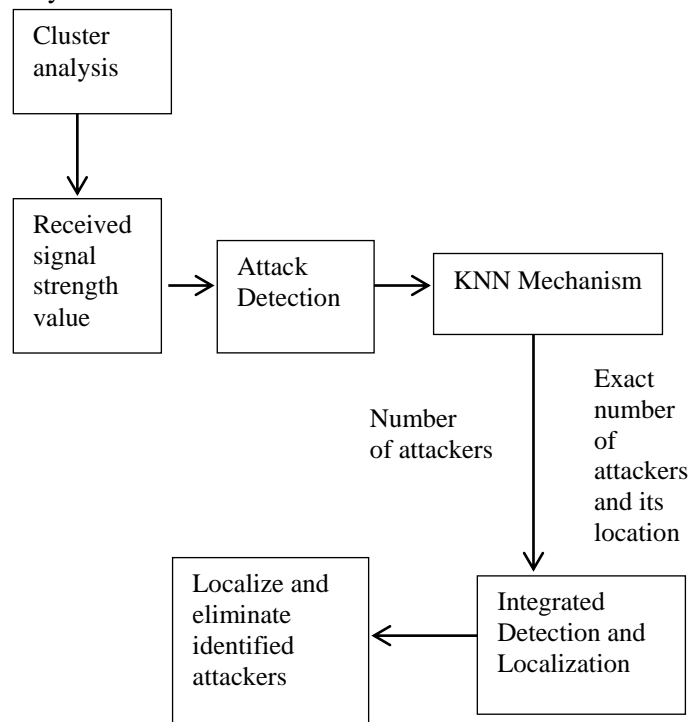 Cluster
analysis
Received
signal
strength
value
Attack
Detection
KNN Mechanism
Number
of attackers
Exact
number
of
attackers
and its
location
Integrated
Detection and
Localization
Localize and
eliminate
identified
attackers